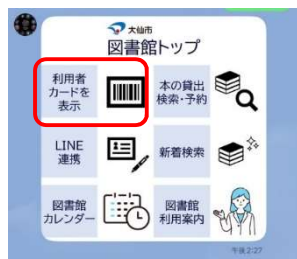 大仙市
図書館トップ
利用者
カードを
表示
本の貸出
検索・予約
LINE
連携
新着検索
図書館
カレンダー
図書館
利用案内
午後2:27